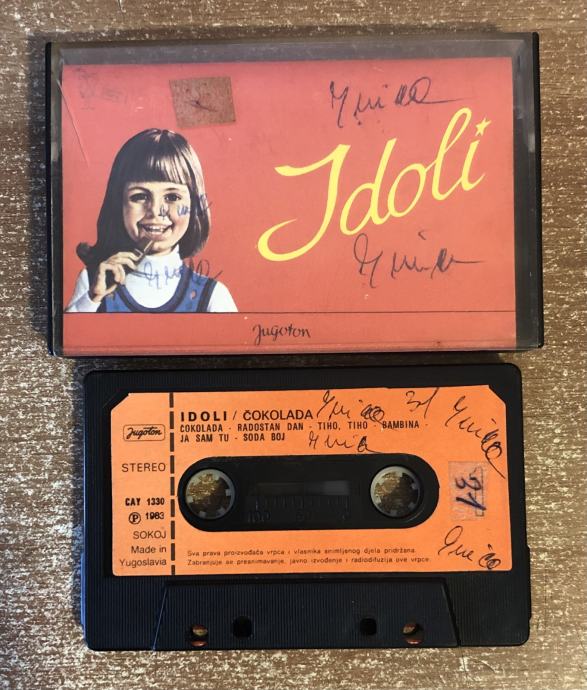 Idoli
Jugoton
Jugoton
IDOLI / ČOKOLADA
ČOKOLADA - RADOSTAN DAN - TIHO, TIHO - BAMBINA -
JA SAM TU - SODA BOJ
STEREO
CAY 1330
Ⓟ 1983
SOKOJ
Made in
Yugoslavia
Sva prava proizvođača vrpce i vlasnika snimljenog djela pridržana.
Zabranjuje se presnimavanje, javno izvođenje i radiodifuzija ove vrpce.